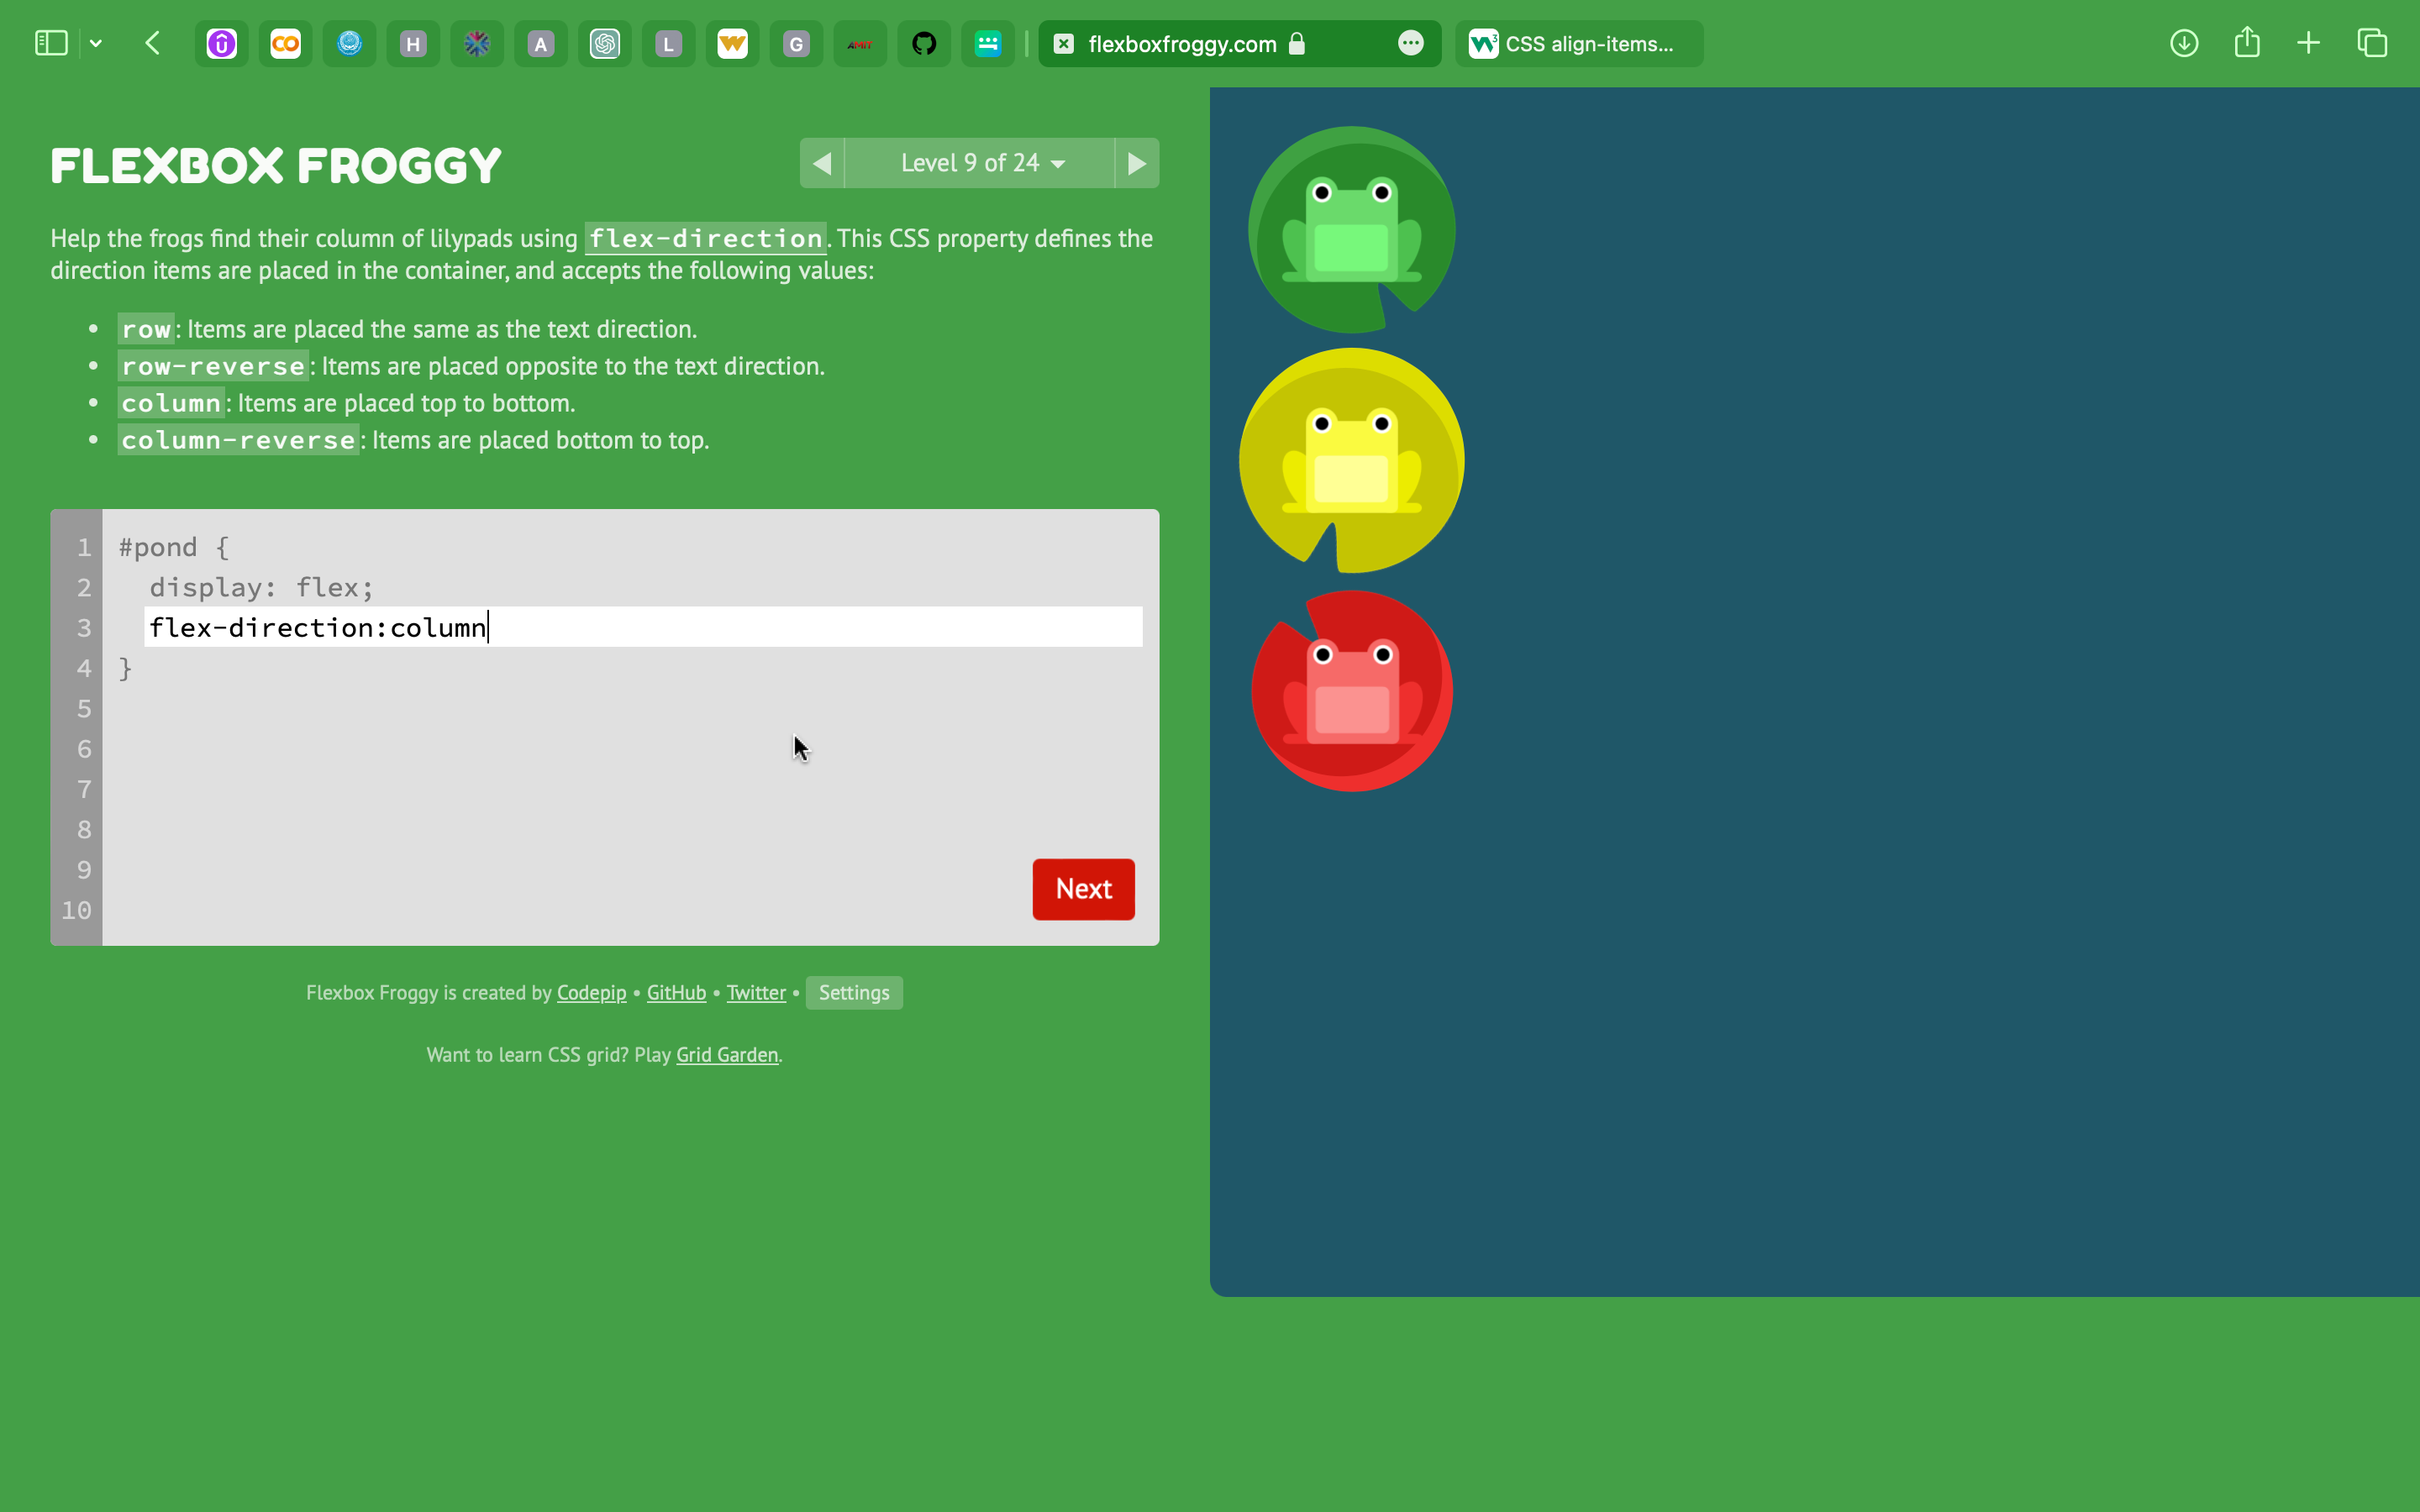 H A L G AMIT flexboxfroggy.com CSS align-items...
FLEXBOX FROGGY
Level 9 of 24
Help the frogs find their column of lilypads using flex-direction. This CSS property defines the
direction items are placed in the container, and accepts the following values:
• row: Items are placed the same as the text direction.
• row-reverse: Items are placed opposite to the text direction.
• column: Items are placed top to bottom.
• column-reverse: Items are placed bottom to top.
1 #pond {
2 display: flex;
3 flex-direction:column
4 }
5
6
7
8
9
10
Next
Flexbox Froggy is created by Codepip • GitHub • Twitter • Settings
Want to learn CSS grid? Play Grid Garden.